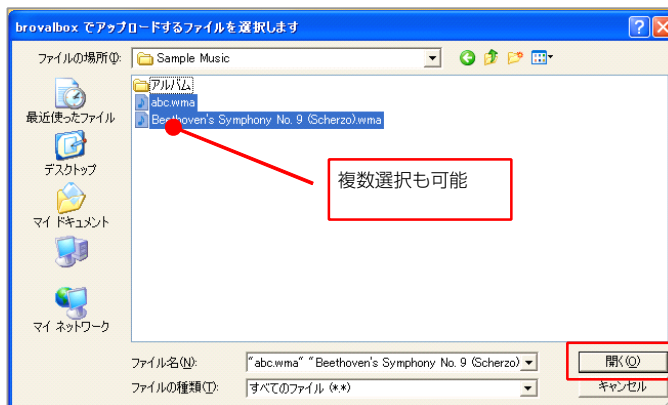 brovalbox でアップロードするファイルを選択します
ファイルの場所(I):
Sample Music
アルバム
abc.wma
Beethoven's Symphony No. 9 (Scherzo).wma
最近使ったファイル
デスクトップ
マイ ドキュメント
マイ ネットワーク
複数選択も可能
ファイル名(N):
"abc.wma" "Beethoven's Symphony No. 9 (Scherzo)
開く(O)
ファイルの種類(T):
すべてのファイル (*.*)
キャンセル